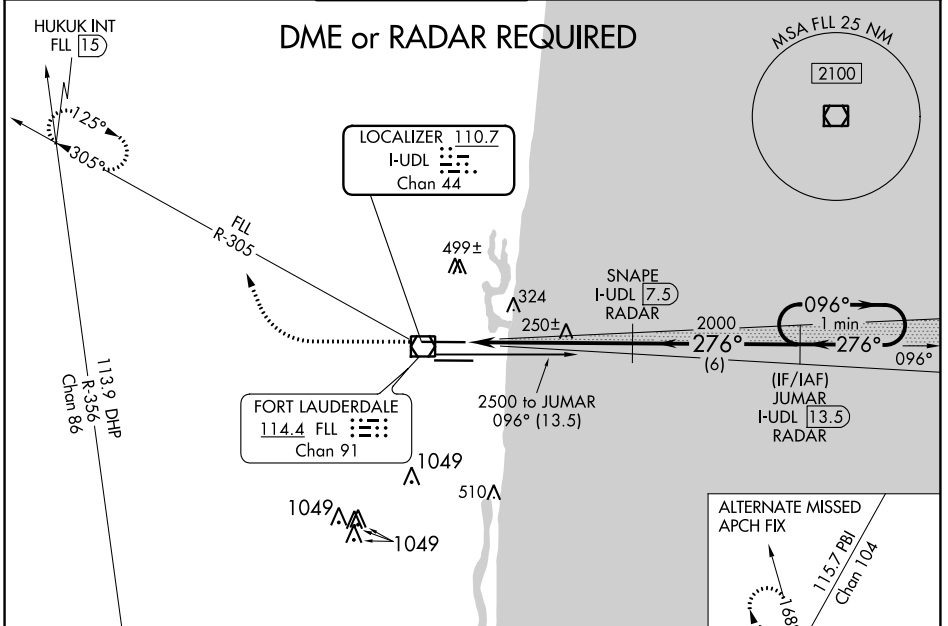 DME or RADAR REQUIRED
HUKUK INT
FLL 15
125°
305°
FLL
R-305
113.9 DHP
R-356
Chan 86
LOCALIZER 110.7
I-UDL
Chan 44
MSA FLL 25 NM
2100
499±
324
250±
SNAPE
I-UDL 7.5
RADAR
2000
276°
(6)
096°
1 min
276°
096°
(IF/IAF)
JUMAR
I-UDL 13.5
RADAR
2500 to JUMAR
096° (13.5)
FORT LAUDERDALE
114.4 FLL
Chan 91
1049
510
1049
1049
ALTERNATE MISSED
APCH FIX
115.7 PBI
Chan 104
168°